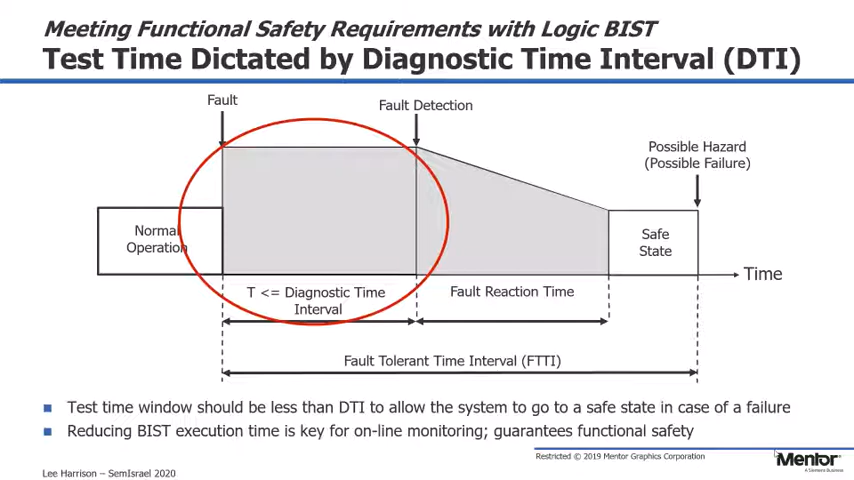 Meeting Functional Safety Requirements with Logic BIST
Test Time Dictated by Diagnostic Time Interval (DTI)
Fault
Fault Detection
Possible Hazard
(Possible Failure)
Normal
Operation
Safe
State
Time
T <= Diagnostic Time
Interval
Fault Reaction Time
Fault Tolerant Time Interval (FTTI)
Test time window should be less than DTI to allow the system to go to a safe state in case of a failure
Reducing BIST execution time is key for on-line monitoring; guarantees functional safety
Restricted © 2019 Mentor Graphics Corporation
Mentor®
A Siemens Business
Lee Harrison – SemIsrael 2020